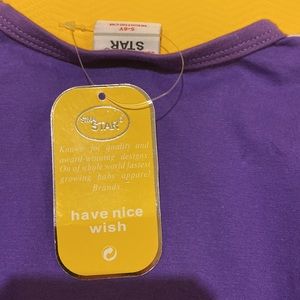 5-6Y
STAR
STAR
Known for quality and
award-winning designs.
On of whole world fastest
growing babs apparel
Brands.
have nice
wish